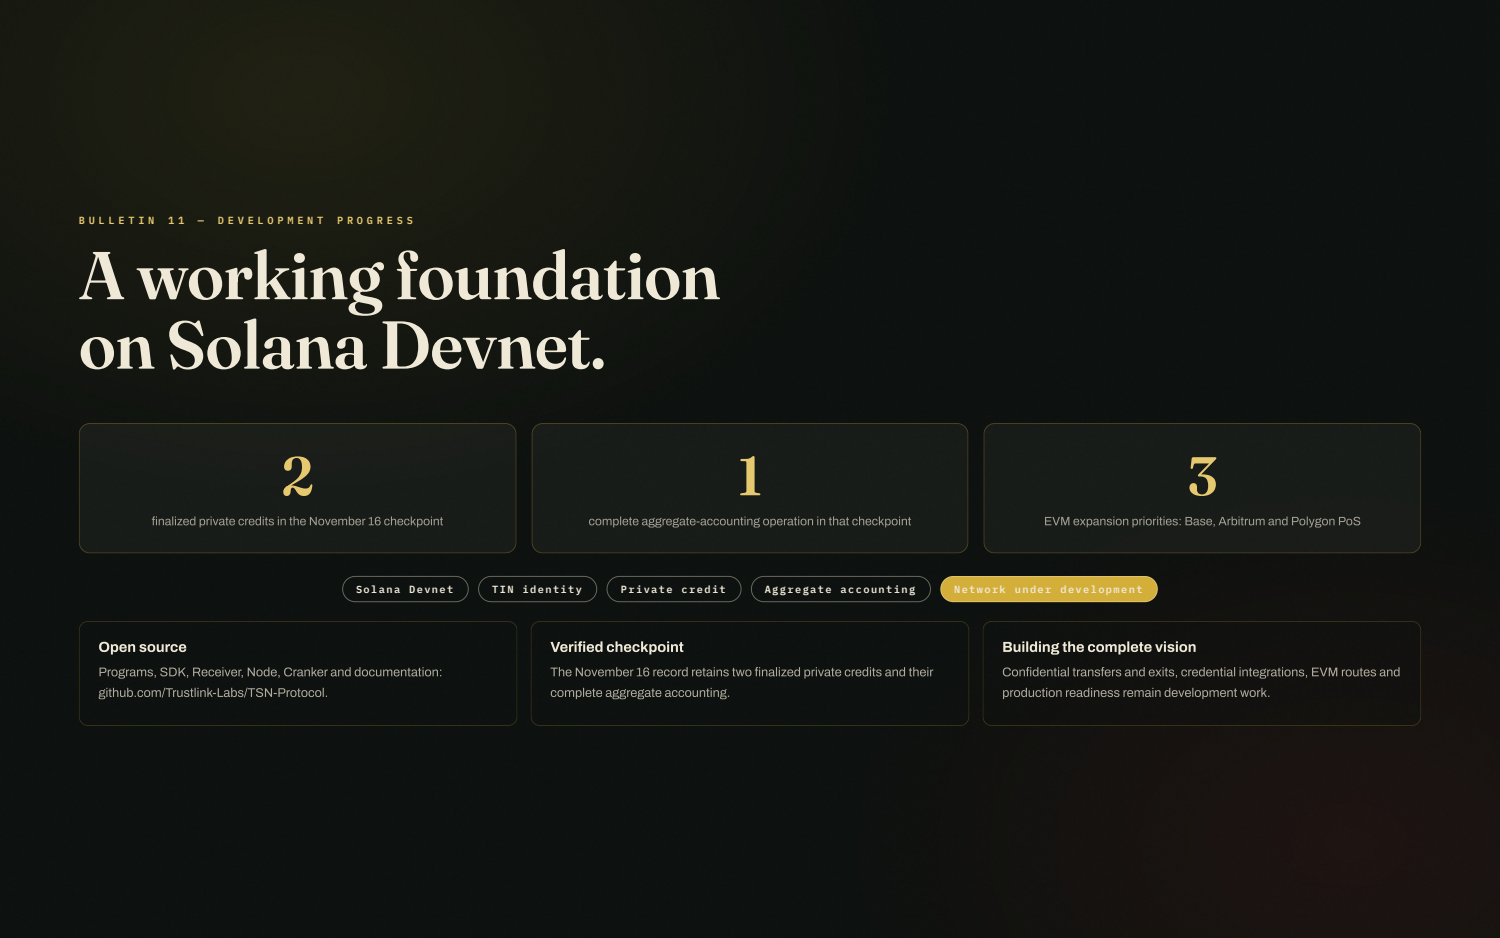 BULLETIN 11 — DEVELOPMENT PROGRESS
A working foundation
on Solana Devnet.
2
finalized private credits in the November 16 checkpoint
1
complete aggregate-accounting operation in that checkpoint
3
EVM expansion priorities: Base, Arbitrum and Polygon PoS
Solana Devnet
TIN identity
Private credit
Aggregate accounting
Network under development
Open source
Programs, SDK, Receiver, Node, Cranker and documentation:
github.com/Trustlink-Labs/TSN-Protocol.
Verified checkpoint
The November 16 record retains two finalized private credits and their
complete aggregate accounting.
Building the complete vision
Confidential transfers and exits, credential integrations, EVM routes and
production readiness remain development work.